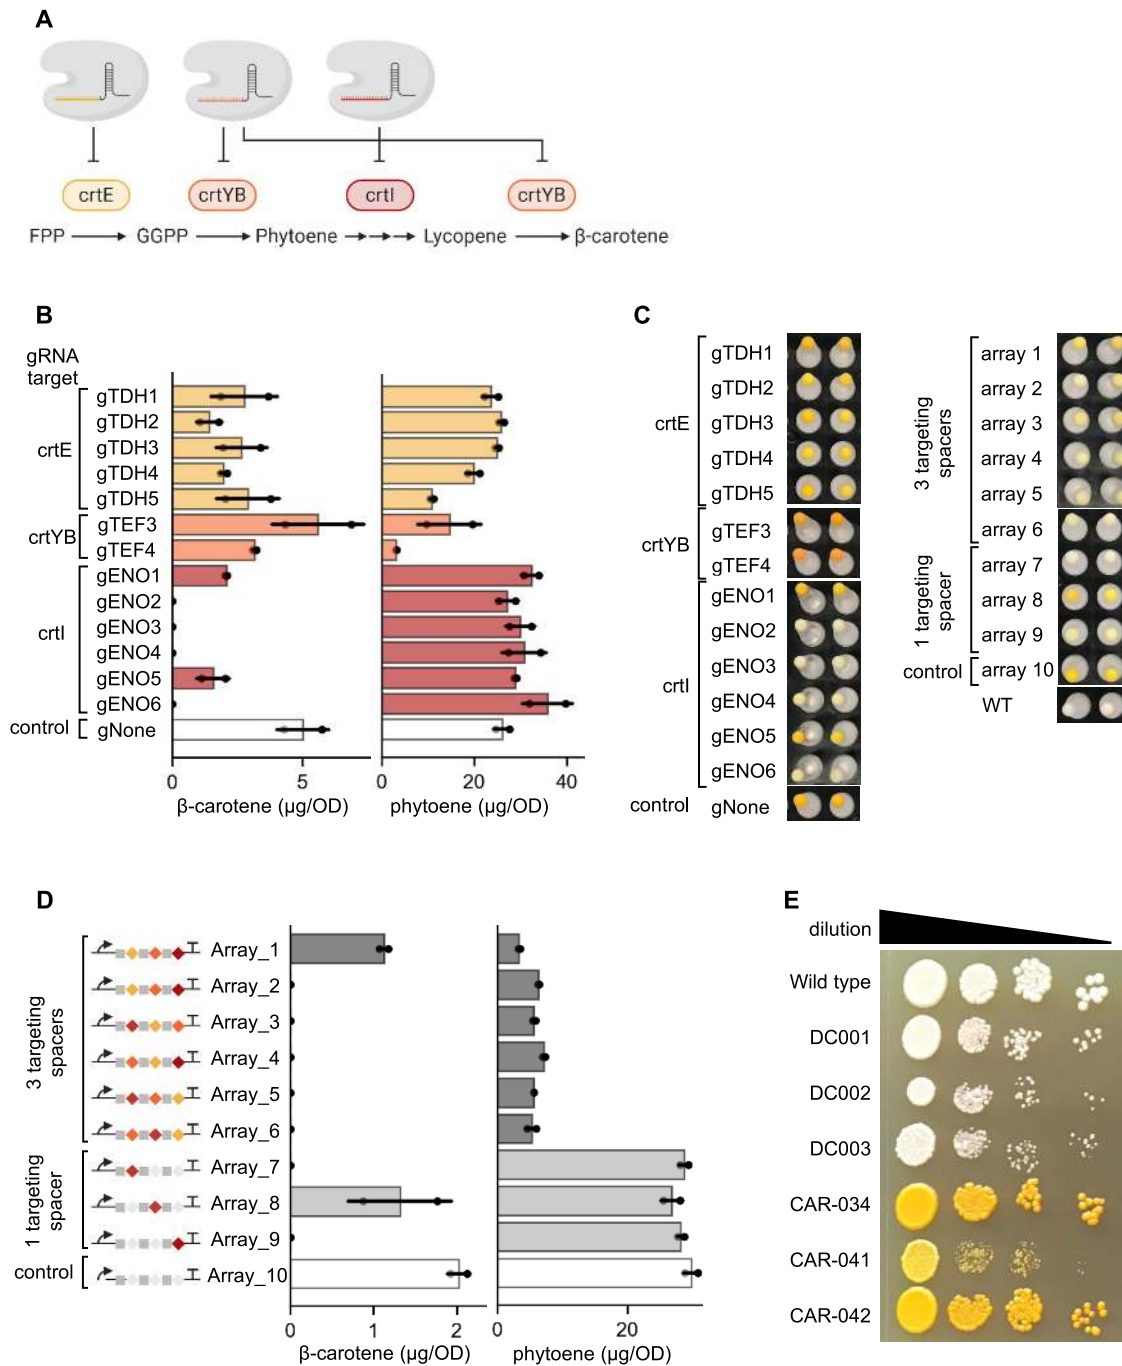 A
crtE
crtYB
crtI
crtYB
FPP
GGPP
Phytoene
Lycopene
β-carotene
B
gRNA
target
crtE
gTDH1
gTDH2
gTDH3
gTDH4
gTDH5
crtYB
gTEF3
gTEF4
crtI
gENO1
gENO2
gENO3
gENO4
gENO5
gENO6
control
gNone
0
5
β-carotene (µg/OD)
0
20
40
phytoene (µg/OD)
C
crtE
gTDH1
gTDH2
gTDH3
gTDH4
gTDH5
crtYB
gTEF3
gTEF4
crtI
gENO1
gENO2
gENO3
gENO4
gENO5
gENO6
control
gNone
3 targeting
spacers
array 1
array 2
array 3
array 4
array 5
array 6
1 targeting
spacer
array 7
array 8
array 9
control
array 10
WT
D
3 targeting
spacers
Array_1
Array_2
Array_3
Array_4
Array_5
Array_6
1 targeting
spacer
Array_7
Array_8
Array_9
control
Array_10
0
1
2
β-carotene (µg/OD)
0
20
phytoene (µg/OD)
E
dilution
Wild type
DC001
DC002
DC003
CAR-034
CAR-041
CAR-042